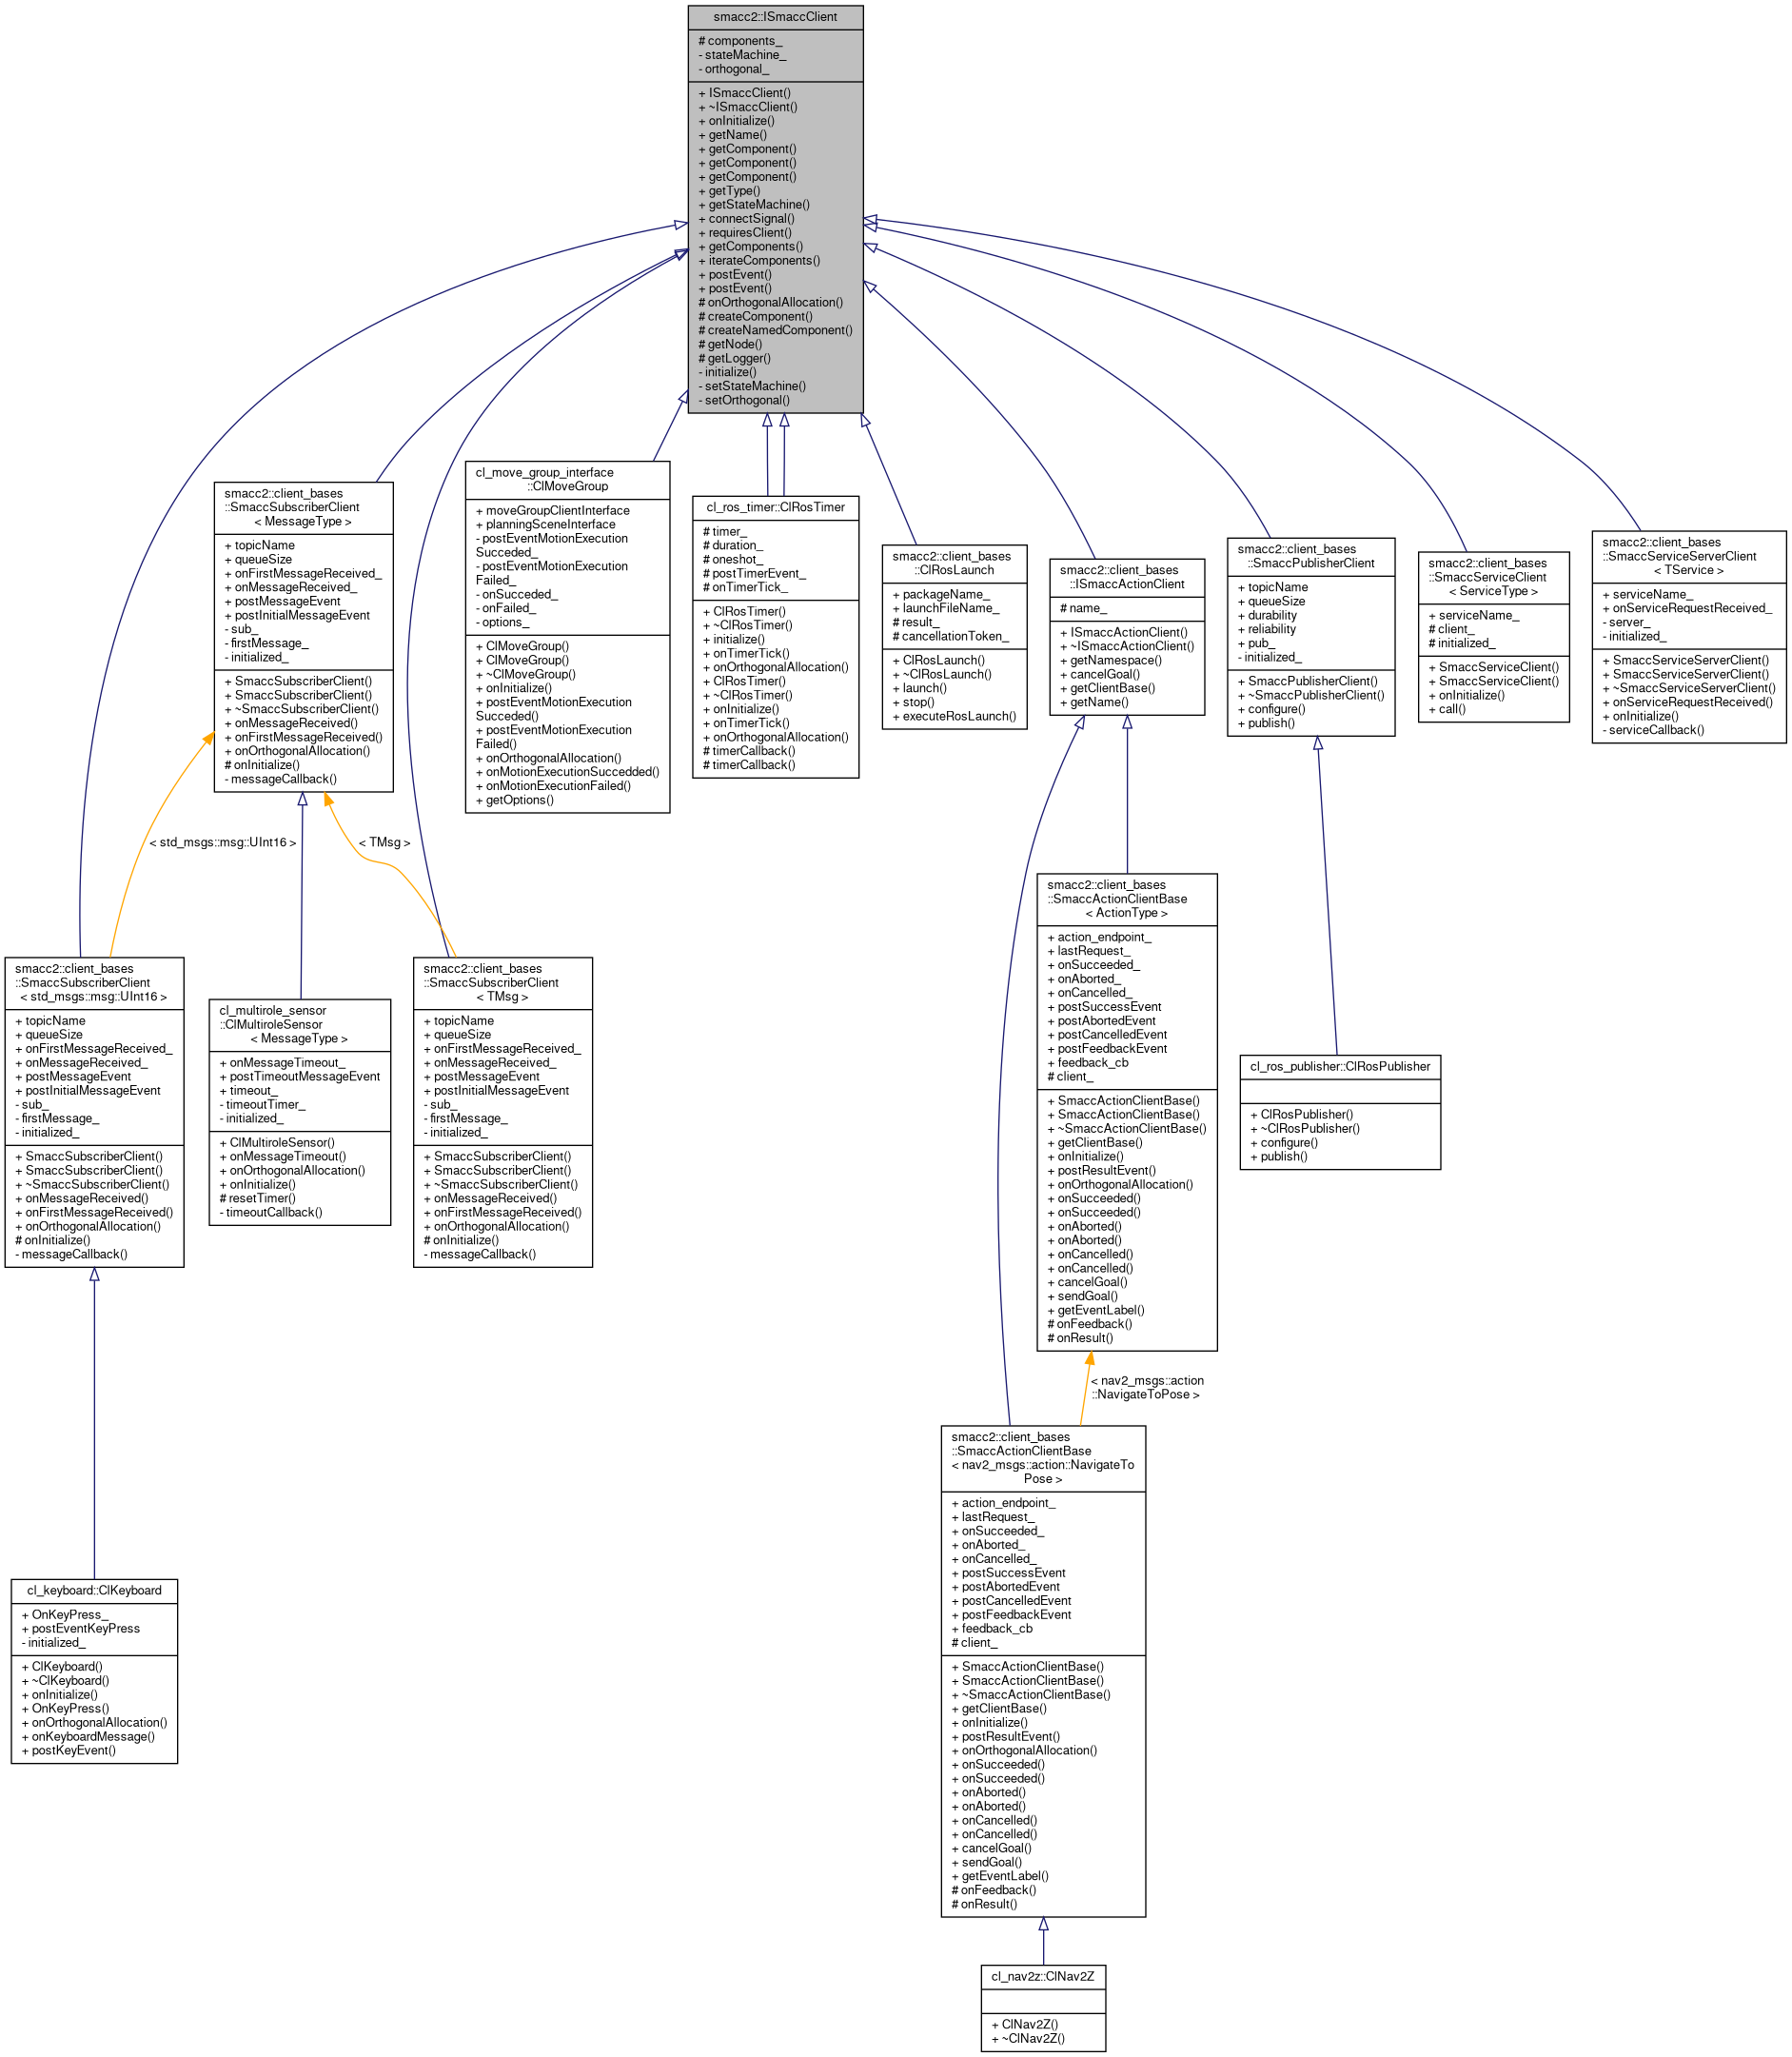 smacc2::ISmaccClient
# components_
- stateMachine_
- orthogonal_
+ ISmaccClient()
+ ~ISmaccClient()
+ onInitialize()
+ getName()
+ getComponent()
+ getComponent()
+ getComponent()
+ getType()
+ getStateMachine()
+ connectSignal()
+ requiresClient()
+ getComponents()
+ iterateComponents()
+ postEvent()
+ postEvent()
# onOrthogonalAllocation()
# createComponent()
# createNamedComponent()
# getNode()
# getLogger()
- initialize()
- setStateMachine()
- setOrthogonal()
smacc2::client_bases
::SmaccSubscriberClient
< MessageType >
+ topicName
+ queueSize
+ onFirstMessageReceived_
+ onMessageReceived_
+ postMessageEvent
+ postInitialMessageEvent
- sub_
- firstMessage_
- initialized_
+ SmaccSubscriberClient()
+ SmaccSubscriberClient()
+ ~SmaccSubscriberClient()
+ onMessageReceived()
+ onFirstMessageReceived()
+ onOrthogonalAllocation()
# onInitialize()
- messageCallback()
cl_move_group_interface
::ClMoveGroup
+ moveGroupClientInterface
+ planningSceneInterface
- postEventMotionExecution
Succeded_
- postEventMotionExecution
Failed_
- onSucceded_
- onFailed_
- options_
+ ClMoveGroup()
+ ClMoveGroup()
+ ~ClMoveGroup()
+ onInitialize()
+ postEventMotionExecution
Succeded()
+ postEventMotionExecution
Failed()
+ onOrthogonalAllocation()
+ onMotionExecutionSuccedded()
+ onMotionExecutionFailed()
+ getOptions()
cl_ros_timer::ClRosTimer
# timer_
# duration_
# oneshot_
# postTimerEvent_
# onTimerTick_
+ ClRosTimer()
+ ~ClRosTimer()
+ initialize()
+ onTimerTick()
+ onOrthogonalAllocation()
+ ClRosTimer()
+ ~ClRosTimer()
+ onInitialize()
+ onTimerTick()
+ onOrthogonalAllocation()
# timerCallback()
# timerCallback()
smacc2::client_bases
::ClRosLaunch
+ packageName_
+ launchFileName_
# result_
# cancellationToken_
+ ClRosLaunch()
+ ~ClRosLaunch()
+ launch()
+ stop()
+ executeRosLaunch()
smacc2::client_bases
::ISmaccActionClient
# name_
+ ISmaccActionClient()
+ ~ISmaccActionClient()
+ getNamespace()
+ cancelGoal()
+ getClientBase()
+ getName()
smacc2::client_bases
::SmaccPublisherClient
+ topicName
+ queueSize
+ durability
+ reliability
+ pub_
- initialized_
+ SmaccPublisherClient()
+ ~SmaccPublisherClient()
+ configure()
+ publish()
smacc2::client_bases
::SmaccServiceClient
< ServiceType >
+ serviceName_
# client_
# initialized_
+ SmaccServiceClient()
+ SmaccServiceClient()
+ onInitialize()
+ call()
smacc2::client_bases
::SmaccServiceServerClient
< TService >
+ serviceName_
+ onServiceRequestReceived_
- server_
- initialized_
+ SmaccServiceServerClient()
+ SmaccServiceServerClient()
+ ~SmaccServiceServerClient()
+ onServiceRequestReceived()
+ onInitialize()
- serviceCallback()
< std_msgs::msg::UInt16 >
< TMsg >
smacc2::client_bases
::SmaccSubscriberClient
< std_msgs::msg::UInt16 >
+ topicName
+ queueSize
+ onFirstMessageReceived_
+ onMessageReceived_
+ postMessageEvent
+ postInitialMessageEvent
- sub_
- firstMessage_
- initialized_
+ SmaccSubscriberClient()
+ SmaccSubscriberClient()
+ ~SmaccSubscriberClient()
+ onMessageReceived()
+ onFirstMessageReceived()
+ onOrthogonalAllocation()
# onInitialize()
- messageCallback()
cl_multirole_sensor
::ClMultiroleSensor
< MessageType >
+ onMessageTimeout_
+ postTimeoutMessageEvent
+ timeout_
- timeoutTimer_
- initialized_
+ ClMultiroleSensor()
+ onMessageTimeout()
+ onOrthogonalAllocation()
+ onInitialize()
# resetTimer()
- timeoutCallback()
smacc2::client_bases
::SmaccSubscriberClient
< TMsg >
+ topicName
+ queueSize
+ onFirstMessageReceived_
+ onMessageReceived_
+ postMessageEvent
+ postInitialMessageEvent
- sub_
- firstMessage_
- initialized_
+ SmaccSubscriberClient()
+ SmaccSubscriberClient()
+ ~SmaccSubscriberClient()
+ onMessageReceived()
+ onFirstMessageReceived()
+ onOrthogonalAllocation()
# onInitialize()
- messageCallback()
smacc2::client_bases
::SmaccActionClientBase
< ActionType >
+ action_endpoint_
+ lastRequest_
+ onSucceeded_
+ onAborted_
+ onCancelled_
+ postSuccessEvent
+ postAbortedEvent
+ postCancelledEvent
+ postFeedbackEvent
+ feedback_cb
# client_
+ SmaccActionClientBase()
+ SmaccActionClientBase()
+ ~SmaccActionClientBase()
+ getClientBase()
+ onInitialize()
+ postResultEvent()
+ onOrthogonalAllocation()
+ onSucceeded()
+ onSucceeded()
+ onAborted()
+ onAborted()
+ onCancelled()
+ onCancelled()
+ cancelGoal()
+ sendGoal()
+ getEventLabel()
# onFeedback()
# onResult()
cl_ros_publisher::ClRosPublisher
+ ClRosPublisher()
+ ~ClRosPublisher()
+ configure()
+ publish()
< nav2_msgs::action
::NavigateToPose >
smacc2::client_bases
::SmaccActionClientBase
< nav2_msgs::action::NavigateTo
Pose >
+ action_endpoint_
+ lastRequest_
+ onSucceeded_
+ onAborted_
+ onCancelled_
+ postSuccessEvent
+ postAbortedEvent
+ postCancelledEvent
+ postFeedbackEvent
+ feedback_cb
# client_
+ SmaccActionClientBase()
+ SmaccActionClientBase()
+ ~SmaccActionClientBase()
+ getClientBase()
+ onInitialize()
+ postResultEvent()
+ onOrthogonalAllocation()
+ onSucceeded()
+ onSucceeded()
+ onAborted()
+ onAborted()
+ onCancelled()
+ onCancelled()
+ cancelGoal()
+ sendGoal()
+ getEventLabel()
# onFeedback()
# onResult()
cl_keyboard::ClKeyboard
+ OnKeyPress_
+ postEventKeyPress
- initialized_
+ ClKeyboard()
+ ~ClKeyboard()
+ onInitialize()
+ OnKeyPress()
+ onOrthogonalAllocation()
+ onKeyboardMessage()
+ postKeyEvent()
cl_nav2z::ClNav2Z
+ ClNav2Z()
+ ~ClNav2Z()